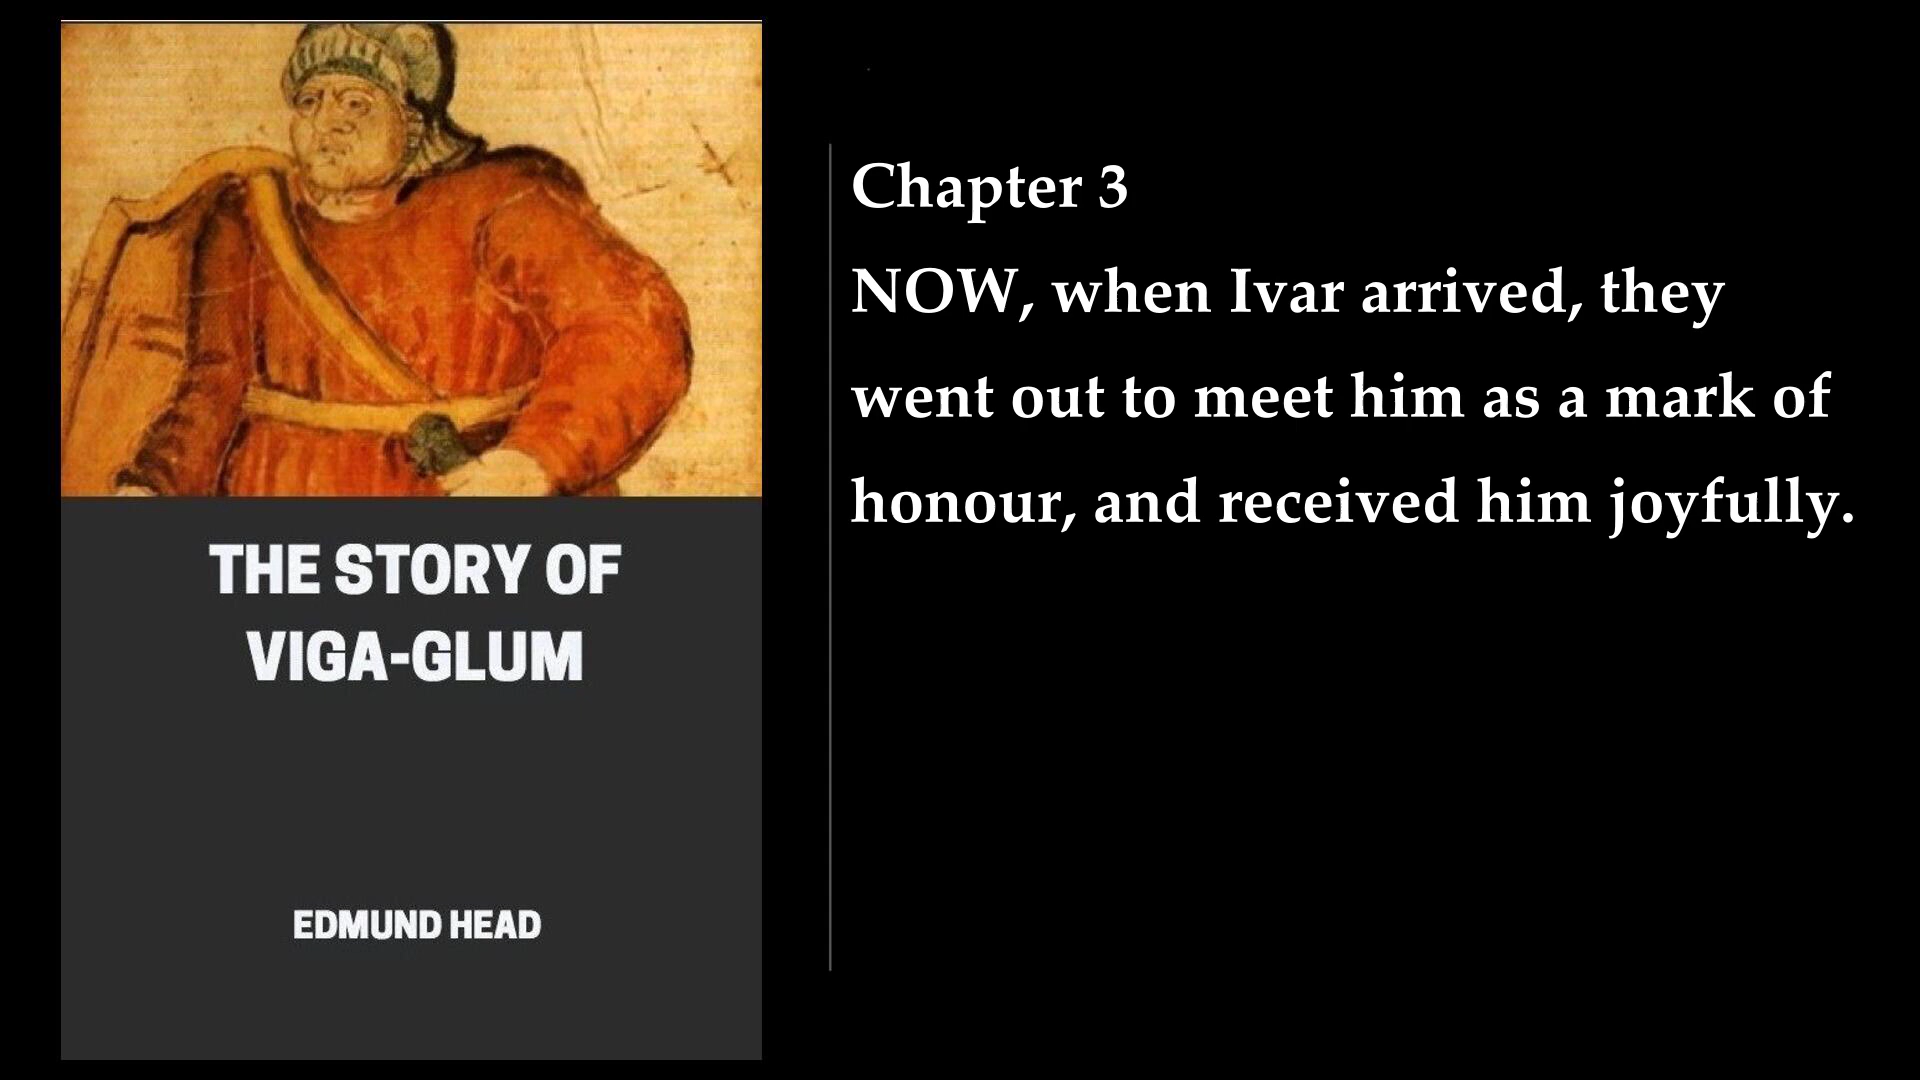 THE STORY OF
VIGA-GLUM
EDMUND HEAD
Chapter 3
NOW, when Ivar arrived, they
went out to meet him as a mark of
honour, and received him joyfully.